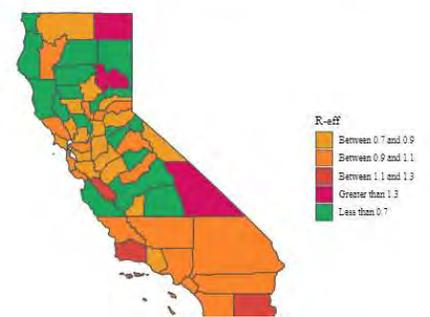 R-eff
Between 0.7 and 0.9
Between 0.9 and 1.1
Between 1.1 and 1.3
Greater than 1.3
Less than 0.7